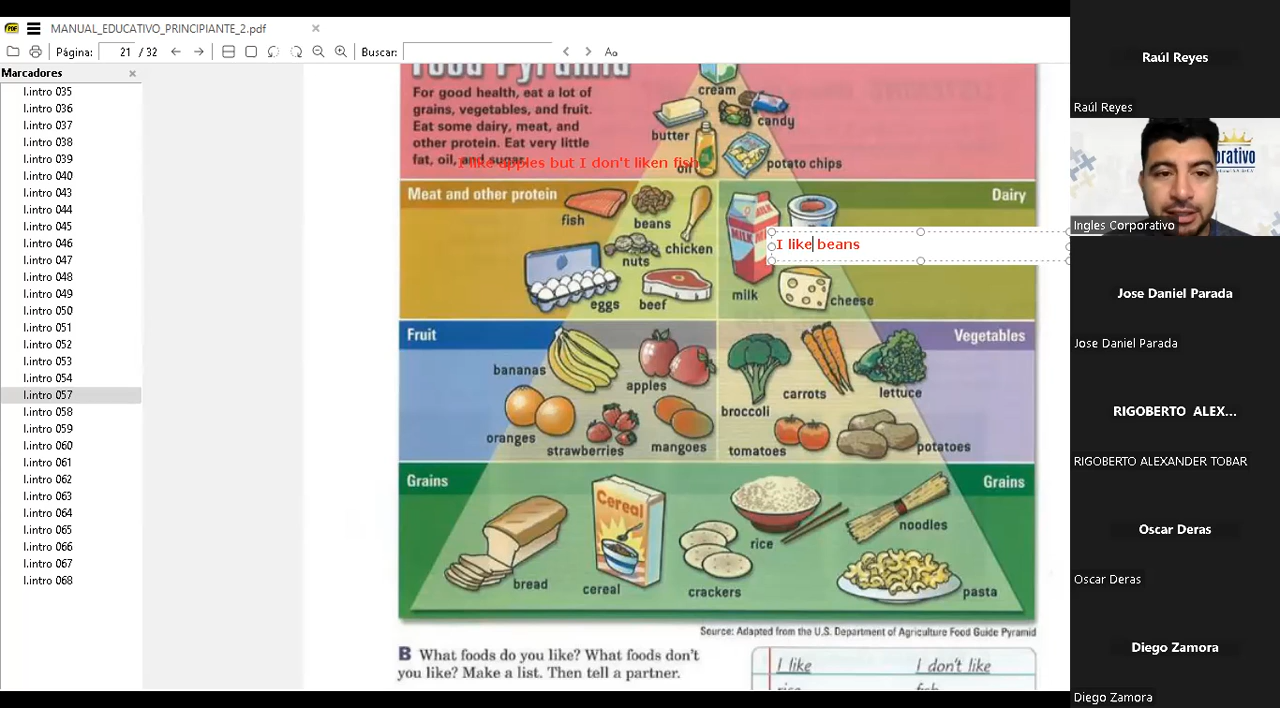 MANUAL_EDUCATIVO_PRINCIPIANTE_2.pdf
Página: 21 / 32 Buscar: Aa
Marcadores
I.intro 035
I.intro 036
I.intro 037
I.intro 038
I.intro 039
I.intro 040
I.intro 043
I.intro 044
I.intro 045
I.intro 046
I.intro 047
I.intro 048
I.intro 049
I.intro 050
I.intro 051
I.intro 052
I.intro 053
I.intro 054
I.intro 057
I.intro 058
I.intro 059
I.intro 060
I.intro 061
I.intro 062
I.intro 063
I.intro 064
I.intro 065
I.intro 066
I.intro 067
I.intro 068
Food Pyramid
For good health, eat a lot of
grains, vegetables, and fruit.
Eat some dairy, meat, and
other protein. Eat very little
fat, oil, and sugar.
I like apples but I don't liken fish
cream
candy
butter
oil
potato chips
Meat and other protein
fish
beans
chicken
nuts
eggs
beef
Dairy
MILK
I like beans
milk
cheese
Fruit
bananas
apples
oranges
strawberries
mangoes
Vegetables
carrots
lettuce
broccoli
tomatoes
potatoes
Grains
Grains
Cereal
bread
cereal
crackers
rice
noodles
pasta
Source: Adapted from the U.S. Department of Agriculture Food Guide Pyramid
B What foods do you like? What foods don't
you like? Make a list. Then tell a partner.
I like I don't like
rice fish
Raúl Reyes
Raúl Reyes
Ingles Corporativo
Jose Daniel Parada
Jose Daniel Parada
RIGOBERTO ALEX...
RIGOBERTO ALEXANDER TOBAR
Oscar Deras
Oscar Deras
Diego Zamora
Diego Zamora